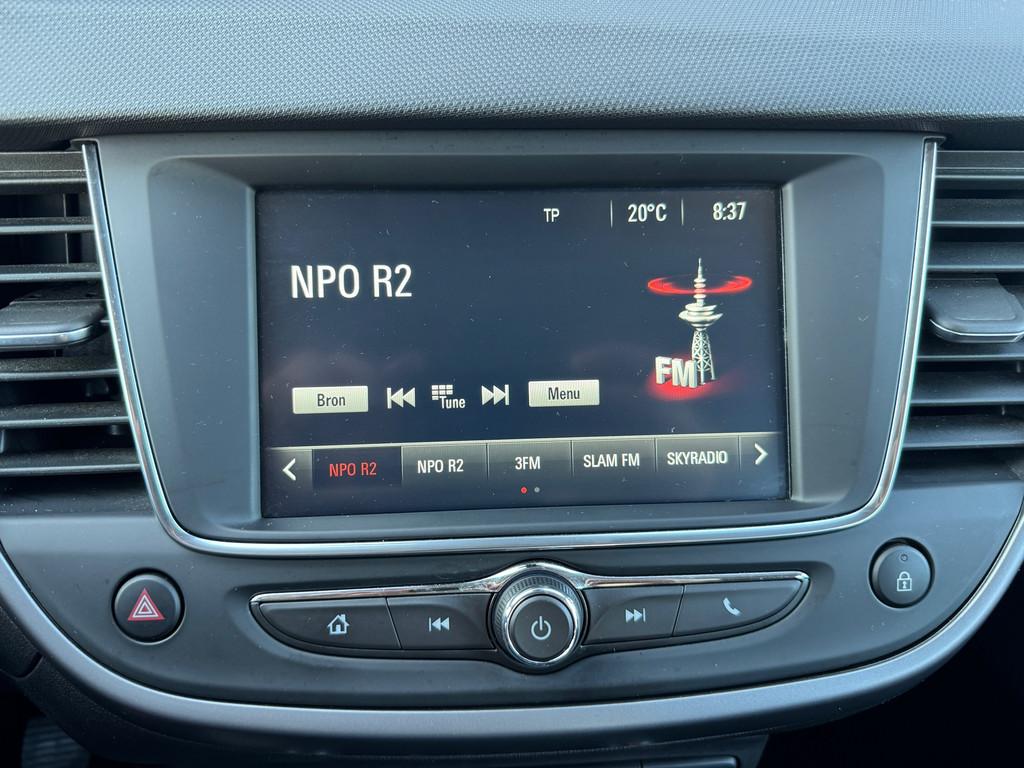 TP 20°C 8:37
NPO R2
FM
Bron Tune Menu
NPO R2 NPO R2 3FM SLAM FM SKYRADIO